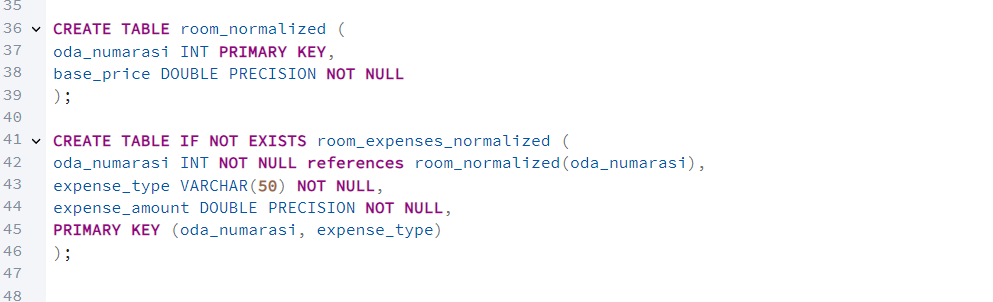 35
36 CREATE TABLE room_normalized (
37 oda_numarasi INT PRIMARY KEY,
38 base_price DOUBLE PRECISION NOT NULL
39 );
40
41 CREATE TABLE IF NOT EXISTS room_expenses_normalized (
42 oda_numarasi INT NOT NULL references room_normalized(oda_numarasi),
43 expense_type VARCHAR(50) NOT NULL,
44 expense_amount DOUBLE PRECISION NOT NULL,
45 PRIMARY KEY (oda_numarasi, expense_type)
46 );
47
48